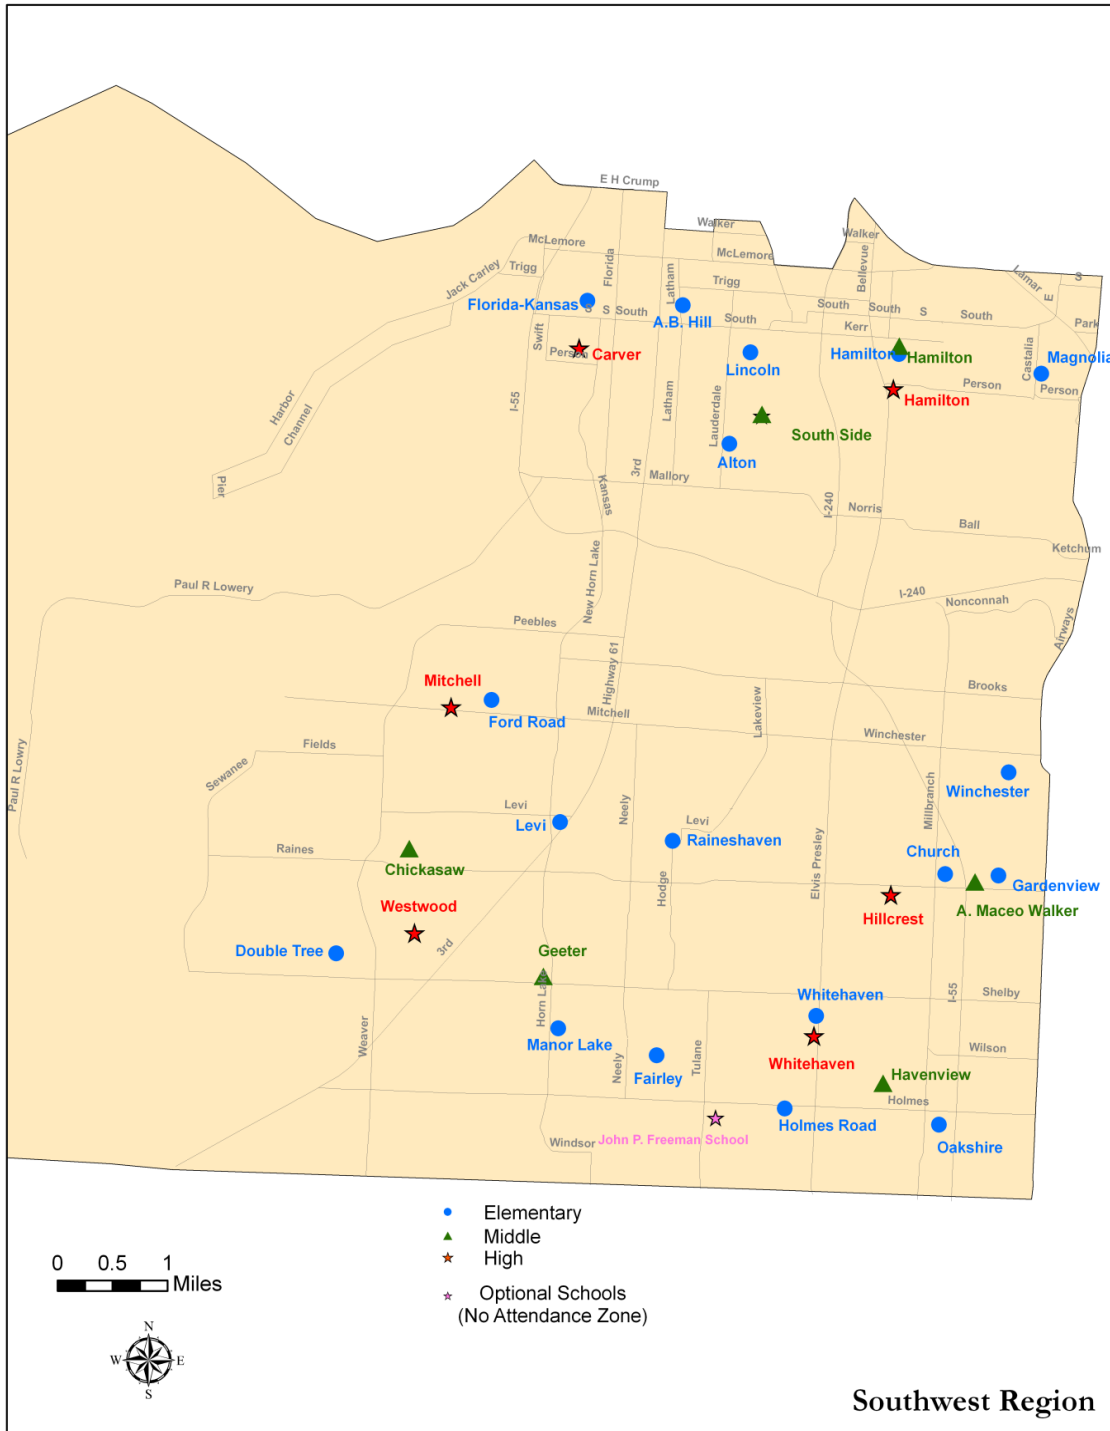 E H Crump
Walker
Walker
McLemore
McLemore
Jack Carley
Trigg
Florida
Latham
Trigg
Bellevue
Lamar
S
E
Florida-Kansas
S
S
South
A.B. Hill
South
South
South
S
South
Park
Swift
Kerr
Person
Carver
Lincoln
Hamilton
Hamilton
Castalia
Magnolia
Person
Person
Hamilton
I-55
Harbor
Channel
Latham
Lauderdale
South Side
Alton
Pier
3rd
Mallory
Kansas
I-240
Norris
Ball
Ketchum
Paul R Lowery
New Horn Lake
I-240
Nonconnah
Airways
Peebles
Highway 61
Mitchell
Ford Road
Mitchell
Lakeview
Brooks
Winchester
Fields
Sewanee
Paul R Lowry
Winchester
Levi
Levi
Neely
Levi
Raineshaven
Millbranch
Elvis Presley
Raines
Chickasaw
Church
Gardenview
Hodge
Westwood
Hillcrest
A. Maceo Walker
Double Tree
3rd
Geeter
Horn Lake
Whitehaven
I-55
Shelby
Weaver
Manor Lake
Neely
Fairley
Tulane
Whitehaven
Wilson
Havenview
Holmes
Holmes Road
Oakshire
Windsor
John P. Freeman School
Elementary
Middle
High
Optional Schools
(No Attendance Zone)
0 0.5 1
Miles
N
W E
S
Southwest Region